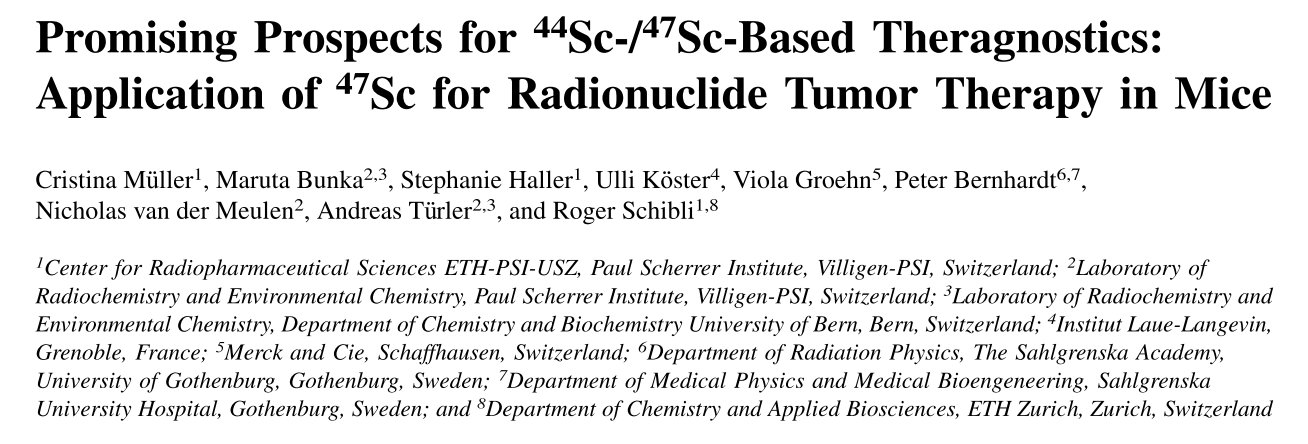 Promising Prospects for ⁴⁴Sc-/⁴⁷Sc-Based Theragnostics:
Application of ⁴⁷Sc for Radionuclide Tumor Therapy in Mice
Cristina Müller¹, Maruta Bunka²,³, Stephanie Haller¹, Ulli Köster⁴, Viola Groehn⁵, Peter Bernhardt⁶,⁷,
Nicholas van der Meulen², Andreas Türler²,³, and Roger Schibli¹,⁸
¹Center for Radiopharmaceutical Sciences ETH-PSI-USZ, Paul Scherrer Institute, Villigen-PSI, Switzerland; ²Laboratory of
Radiochemistry and Environmental Chemistry, Paul Scherrer Institute, Villigen-PSI, Switzerland; ³Laboratory of Radiochemistry and
Environmental Chemistry, Department of Chemistry and Biochemistry University of Bern, Bern, Switzerland; ⁴Institut Laue-Langevin,
Grenoble, France; ⁵Merck and Cie, Schaffhausen, Switzerland; ⁶Department of Radiation Physics, The Sahlgrenska Academy,
University of Gothenburg, Gothenburg, Sweden; ⁷Department of Medical Physics and Medical Bioengeneering, Sahlgrenska
University Hospital, Gothenburg, Sweden; and ⁸Department of Chemistry and Applied Biosciences, ETH Zurich, Zurich, Switzerland